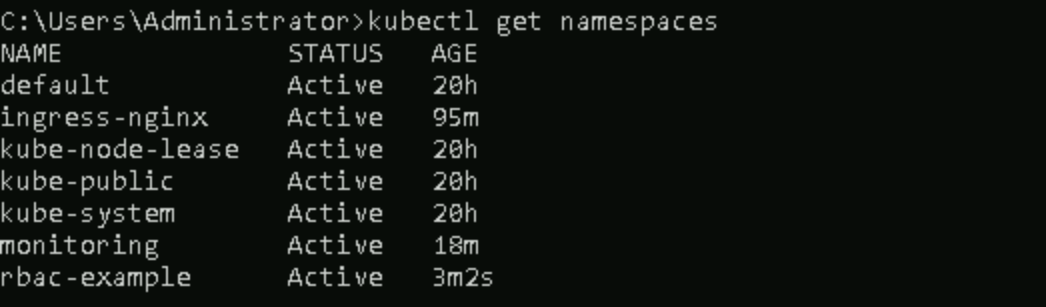 C:\Users\Administrator>kubectl get namespaces
NAME              STATUS   AGE
default           Active   20h
ingress-nginx     Active   95m
kube-node-lease   Active   20h
kube-public       Active   20h
kube-system       Active   20h
monitoring        Active   18m
rbac-example      Active   3m2s